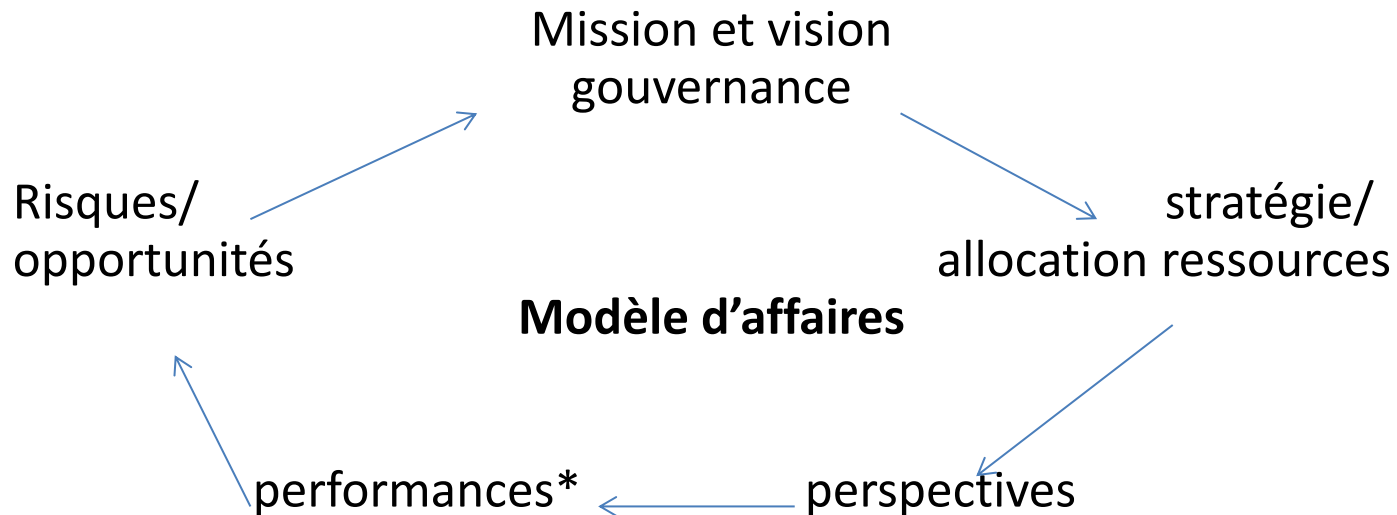 Mission et vision
gouvernance
Risques/
opportunités
stratégie/
allocation ressources
Modèle d’affaires
performances*
perspectives